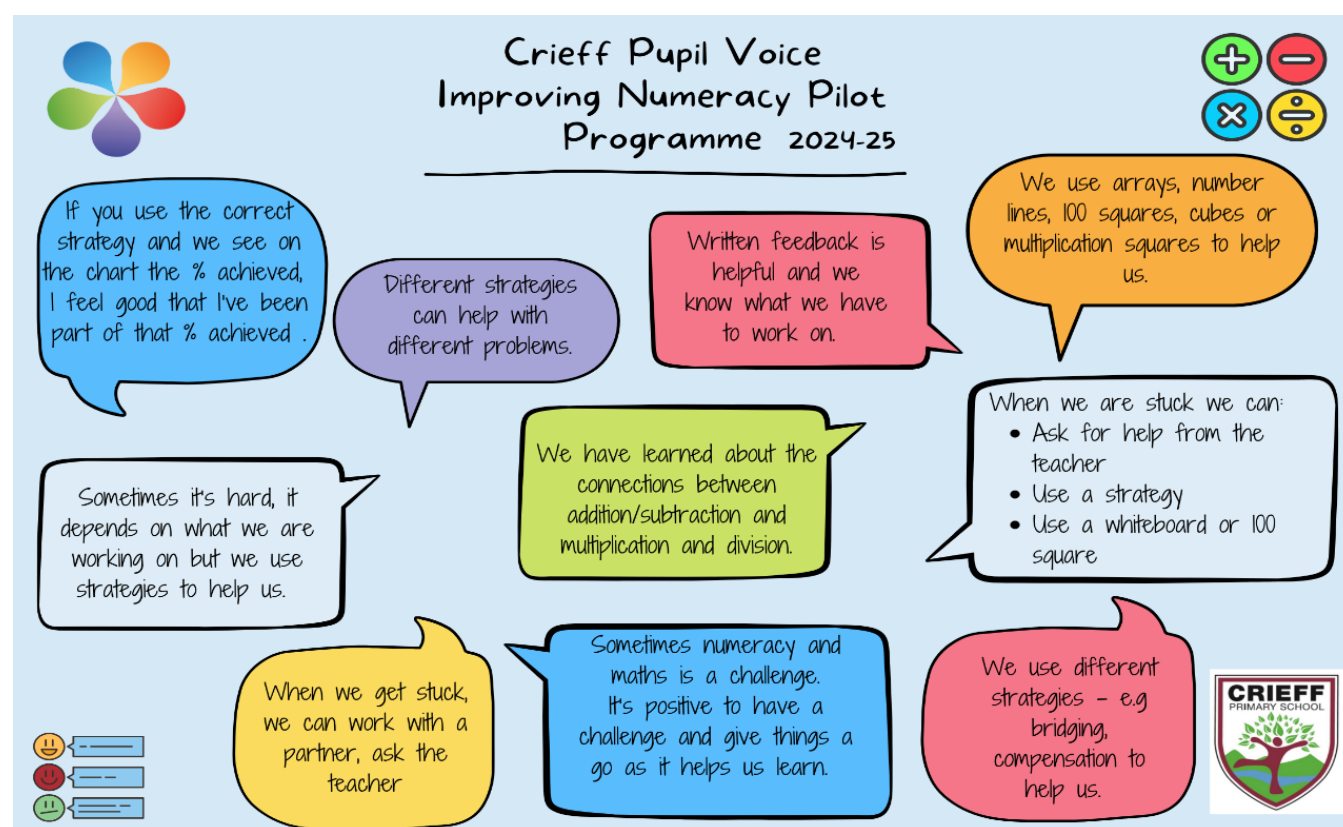 Crieff Pupil Voice
Improving Numeracy Pilot
Programme 2024-25
If you use the correct
strategy and we see on
the chart the % achieved,
I feel good that I've been
part of that % achieved .
Different strategies
can help with
different problems.
Written feedback is
helpful and we
know what we have
to work on.
We use arrays, number
lines, 100 squares, cubes or
multiplication squares to help
us.
Sometimes it's hard, it
depends on what we are
working on but we use
strategies to help us.
We have learned about the
connections between
addition/subtraction and
multiplication and division.
When we are stuck we can:
• Ask for help from the
teacher
• Use a strategy
• Use a whiteboard or 100
square
When we get stuck,
we can work with a
partner, ask the
teacher
Sometimes numeracy and
maths is a challenge.
It's positive to have a
challenge and give things a
go as it helps us learn.
We use different
strategies - e.g
bridging,
compensation to
help us.
CRIEFF
PRIMARY SCHOOL